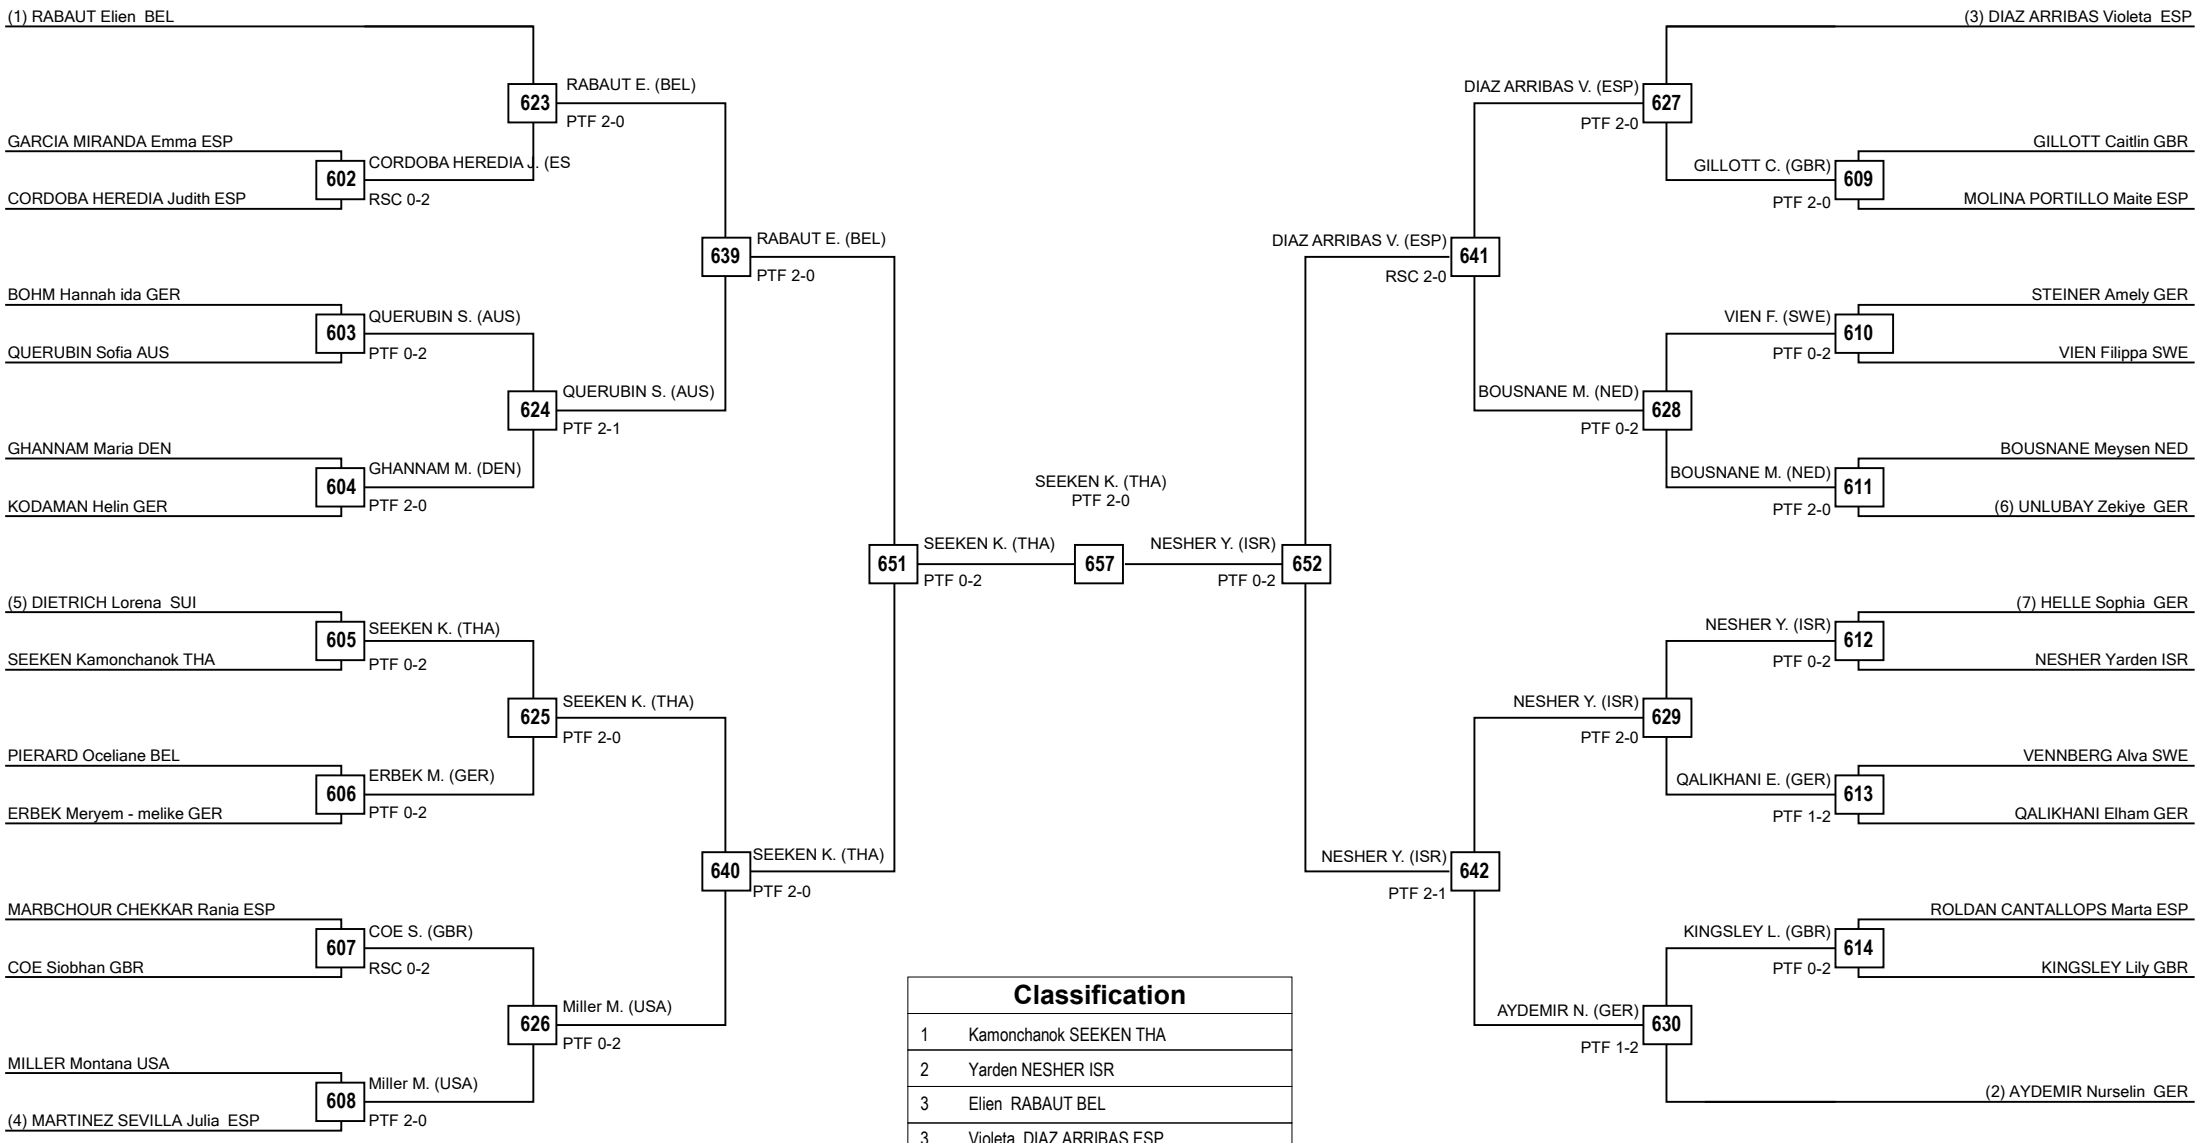 (1) RABAUT Elien BEL
623
RABAUT E. (BEL)
PTF 2-0
GARCIA MIRANDA Emma ESP
602
CORDOBA HEREDIA J. (ES
CORDOBA HEREDIA Judith ESP
RSC 0-2
639
RABAUT E. (BEL)
PTF 2-0
BOHM Hannah ida GER
603
QUERUBIN S. (AUS)
QUERUBIN Sofia AUS
PTF 0-2
624
QUERUBIN S. (AUS)
PTF 2-1
GHANNAM Maria DEN
604
GHANNAM M. (DEN)
KODAMAN Helin GER
PTF 2-0
651
SEEKEN K. (THA)
PTF 0-2
(5) DIETRICH Lorena SUI
605
SEEKEN K. (THA)
SEEKEN Kamonchanok THA
PTF 0-2
625
SEEKEN K. (THA)
PTF 2-0
PIERARD Oceliane BEL
606
ERBEK M. (GER)
ERBEK Meryem - melike GER
PTF 0-2
640
SEEKEN K. (THA)
PTF 2-0
MARBCHOUR CHEKKAR Rania ESP
607
COE S. (GBR)
COE Siobhan GBR
RSC 0-2
626
Miller M. (USA)
PTF 0-2
MILLER Montana USA
608
Miller M. (USA)
(4) MARTINEZ SEVILLA Julia ESP
PTF 2-0
SEEKEN K. (THA)
PTF 2-0
657
(3) DIAZ ARRIBAS Violeta ESP
DIAZ ARRIBAS V. (ESP)
627
PTF 2-0
GILLOTT Caitlin GBR
GILLOTT C. (GBR)
609
PTF 2-0
MOLINA PORTILLO Maite ESP
DIAZ ARRIBAS V. (ESP)
641
RSC 2-0
STEINER Amely GER
VIEN F. (SWE)
610
PTF 0-2
VIEN Filippa SWE
BOUSNANE M. (NED)
628
PTF 0-2
BOUSNANE Meysen NED
BOUSNANE M. (NED)
611
PTF 2-0
(6) UNLUBAY Zekiye GER
NESHER Y. (ISR)
652
PTF 0-2
(7) HELLE Sophia GER
NESHER Y. (ISR)
612
PTF 0-2
NESHER Yarden ISR
NESHER Y. (ISR)
629
PTF 2-0
VENNBERG Alva SWE
QALIKHANI E. (GER)
613
PTF 1-2
QALIKHANI Elham GER
NESHER Y. (ISR)
642
PTF 2-1
ROLDAN CANTALLOPS Marta ESP
KINGSLEY L. (GBR)
614
PTF 0-2
KINGSLEY Lily GBR
AYDEMIR N. (GER)
630
PTF 1-2
(2) AYDEMIR Nurselin GER
Classification
1 Kamonchanok SEEKEN THA
2 Yarden NESHER ISR
3 Elien RABAUT BEL
3 Violeta DIAZ ARRIBAS ESP